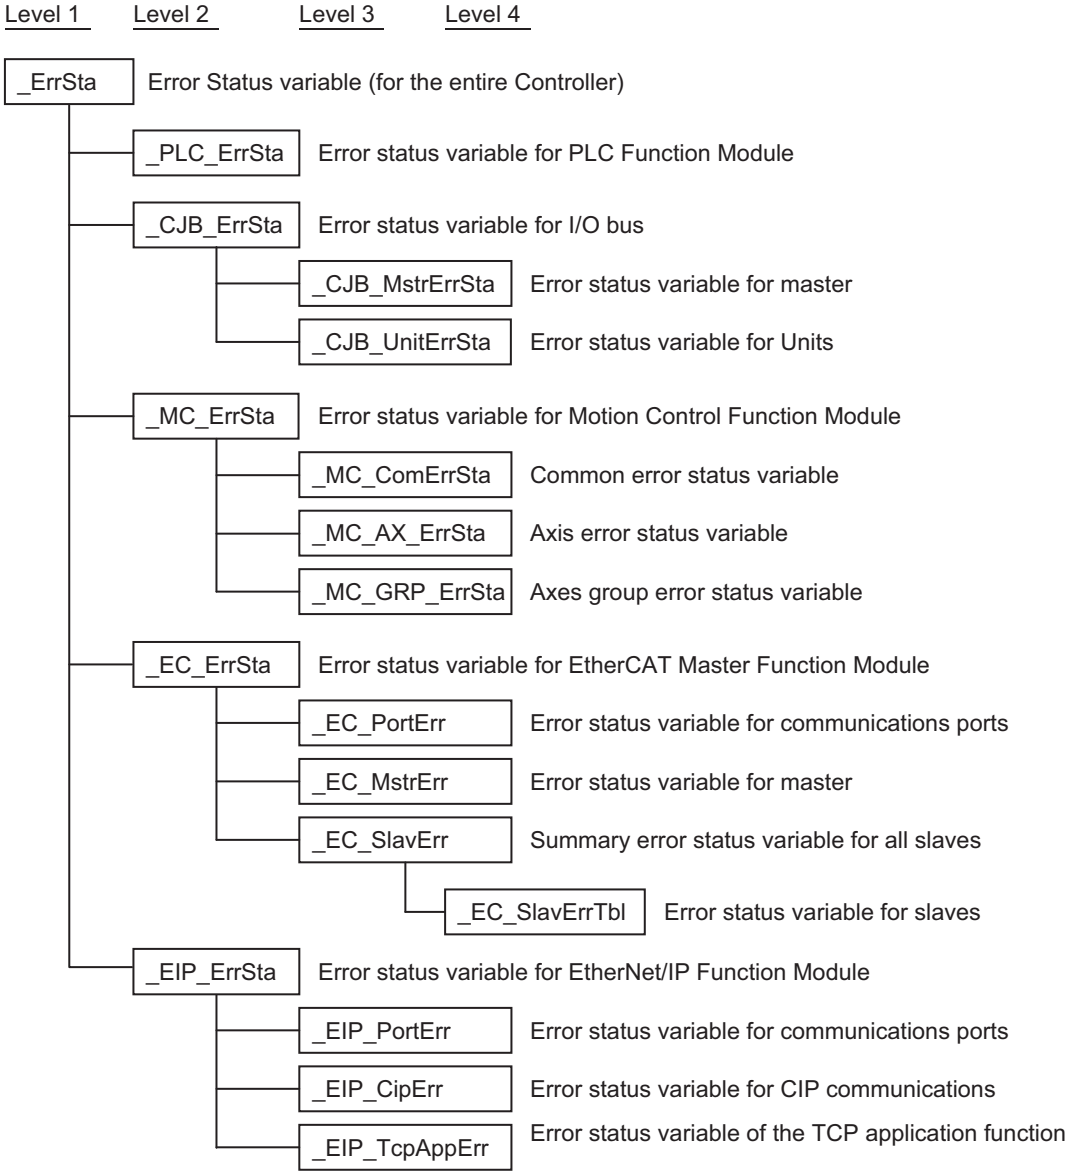 Level 1 Level 2 Level 3 Level 4
_ErrSta Error Status variable (for the entire Controller)
_PLC_ErrSta Error status variable for PLC Function Module
_CJB_ErrSta Error status variable for I/O bus
_CJB_MstrErrSta Error status variable for master
_CJB_UnitErrSta Error status variable for Units
_MC_ErrSta Error status variable for Motion Control Function Module
_MC_ComErrSta Common error status variable
_MC_AX_ErrSta Axis error status variable
_MC_GRP_ErrSta Axes group error status variable
_EC_ErrSta Error status variable for EtherCAT Master Function Module
_EC_PortErr Error status variable for communications ports
_EC_MstrErr Error status variable for master
_EC_SlavErr Summary error status variable for all slaves
_EC_SlavErrTbl Error status variable for slaves
_EIP_ErrSta Error status variable for EtherNet/IP Function Module
_EIP_PortErr Error status variable for communications ports
_EIP_CipErr Error status variable for CIP communications
_EIP_TcpAppErr Error status variable of the TCP application function